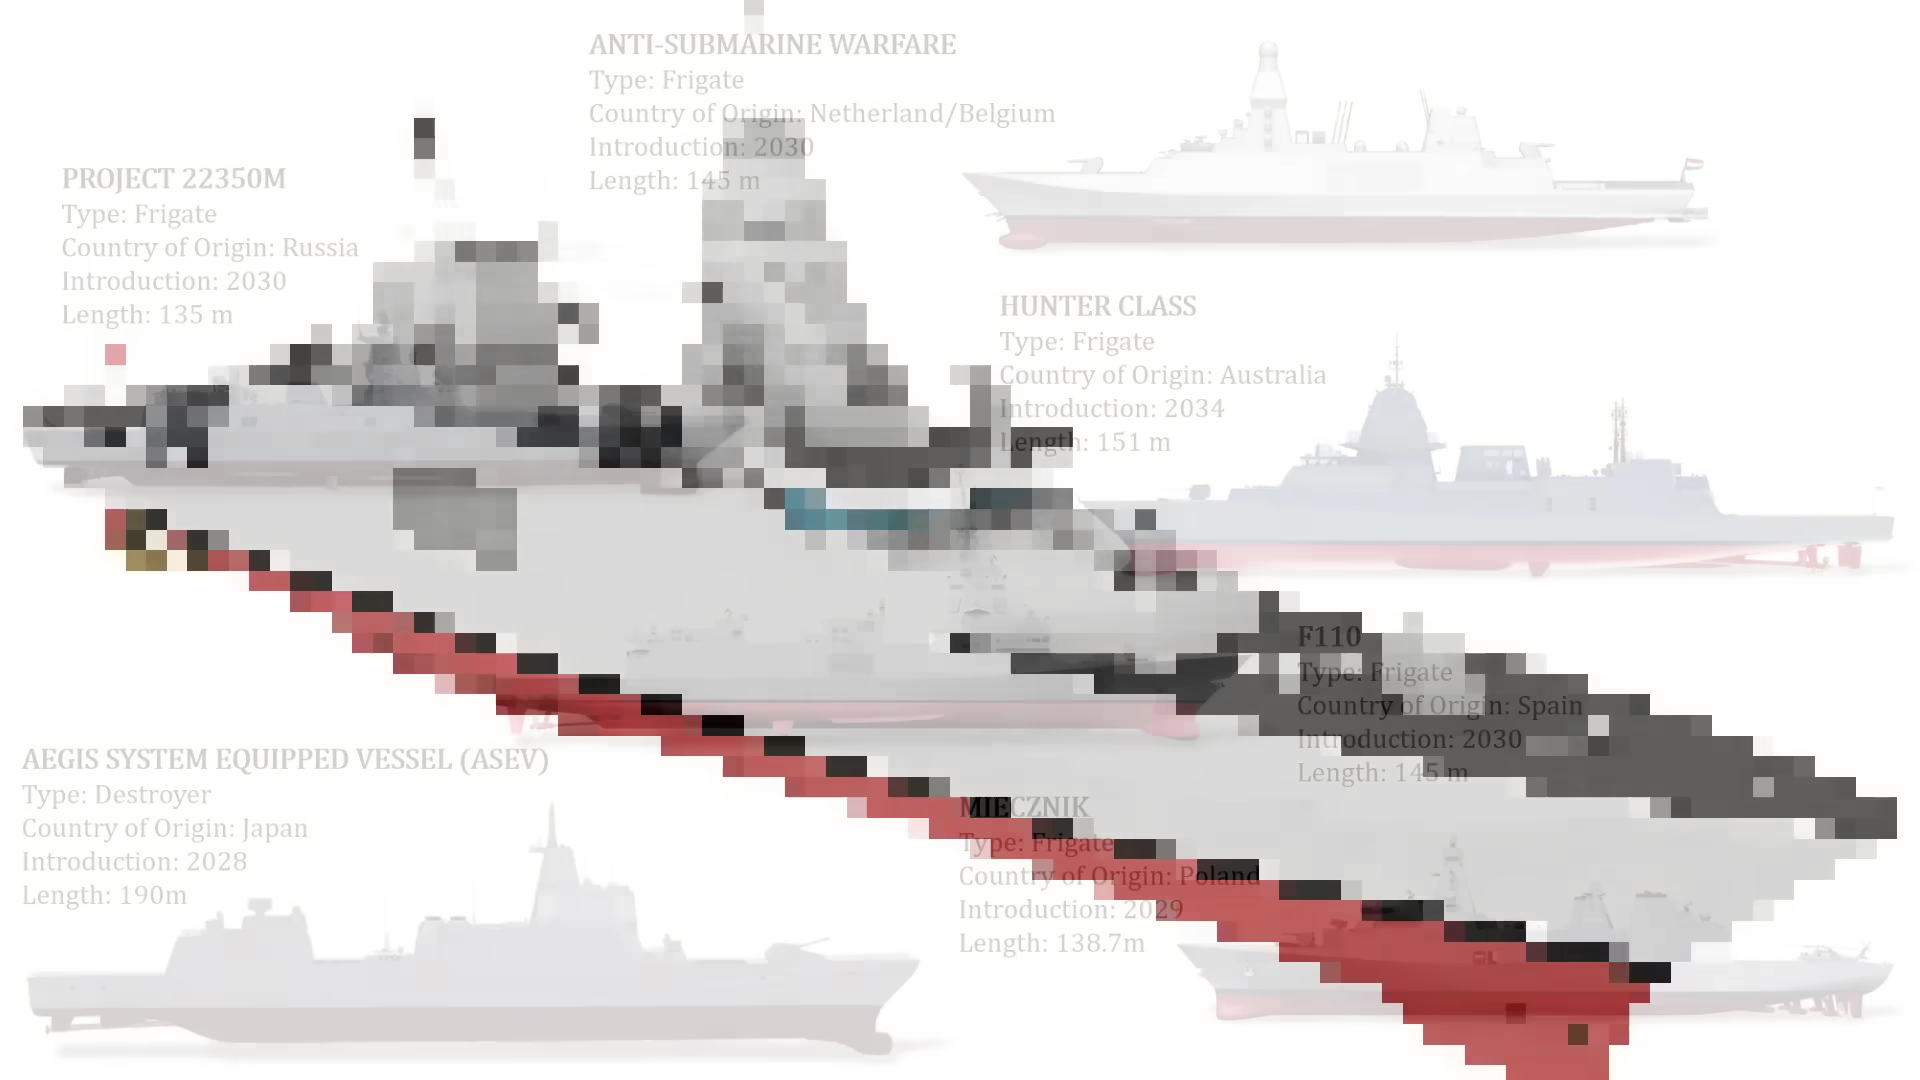 ANTI-SUBMARINE WARFARE
Type: Frigate
Country of Origin: Netherland/Belgium
Introduction: 2030
Length: 145 m
PROJECT 22350M
Type: Frigate
Country of Origin: Russia
Introduction: 2030
Length: 135 m
HUNTER CLASS
Type: Frigate
Country of Origin: Australia
Introduction: 2034
Length: 151 m
F110
Type: Frigate
Country of Origin: Spain
Introduction: 2030
Length: 145 m
AEGIS SYSTEM EQUIPPED VESSEL (ASEV)
Type: Destroyer
Country of Origin: Japan
Introduction: 2028
Length: 190m
MIECZNIK
Type: Frigate
Country of Origin: Poland
Introduction: 2029
Length: 138.7m